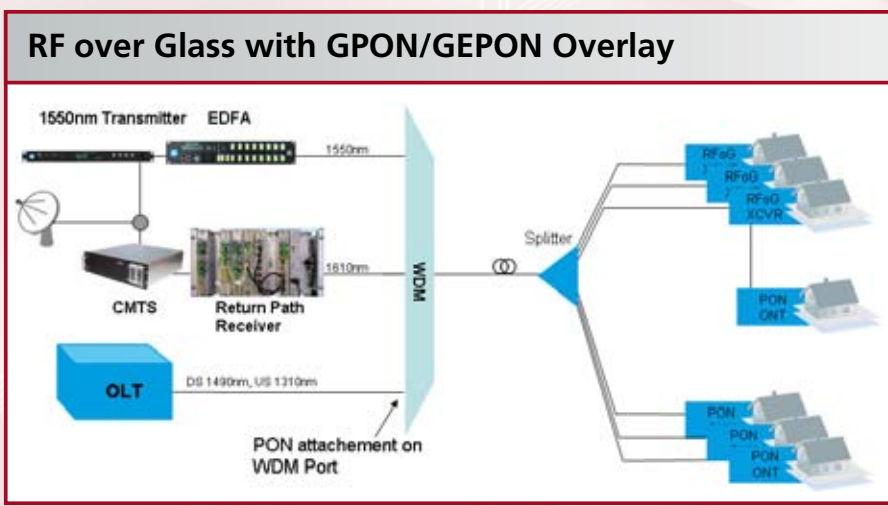 RF over Glass with GPON/GEPON Overlay
1550nm Transmitter EDFA
1550nm
CMTS
Return Path
Receiver
1610nm
OLT
DS 1490nm, US 1310nm
PON attachement on
WDM Port
WDM
Splitter
RFoG
RFoG
RFoG
XCVR
PON
ONT
PON
PON
PON
ONT